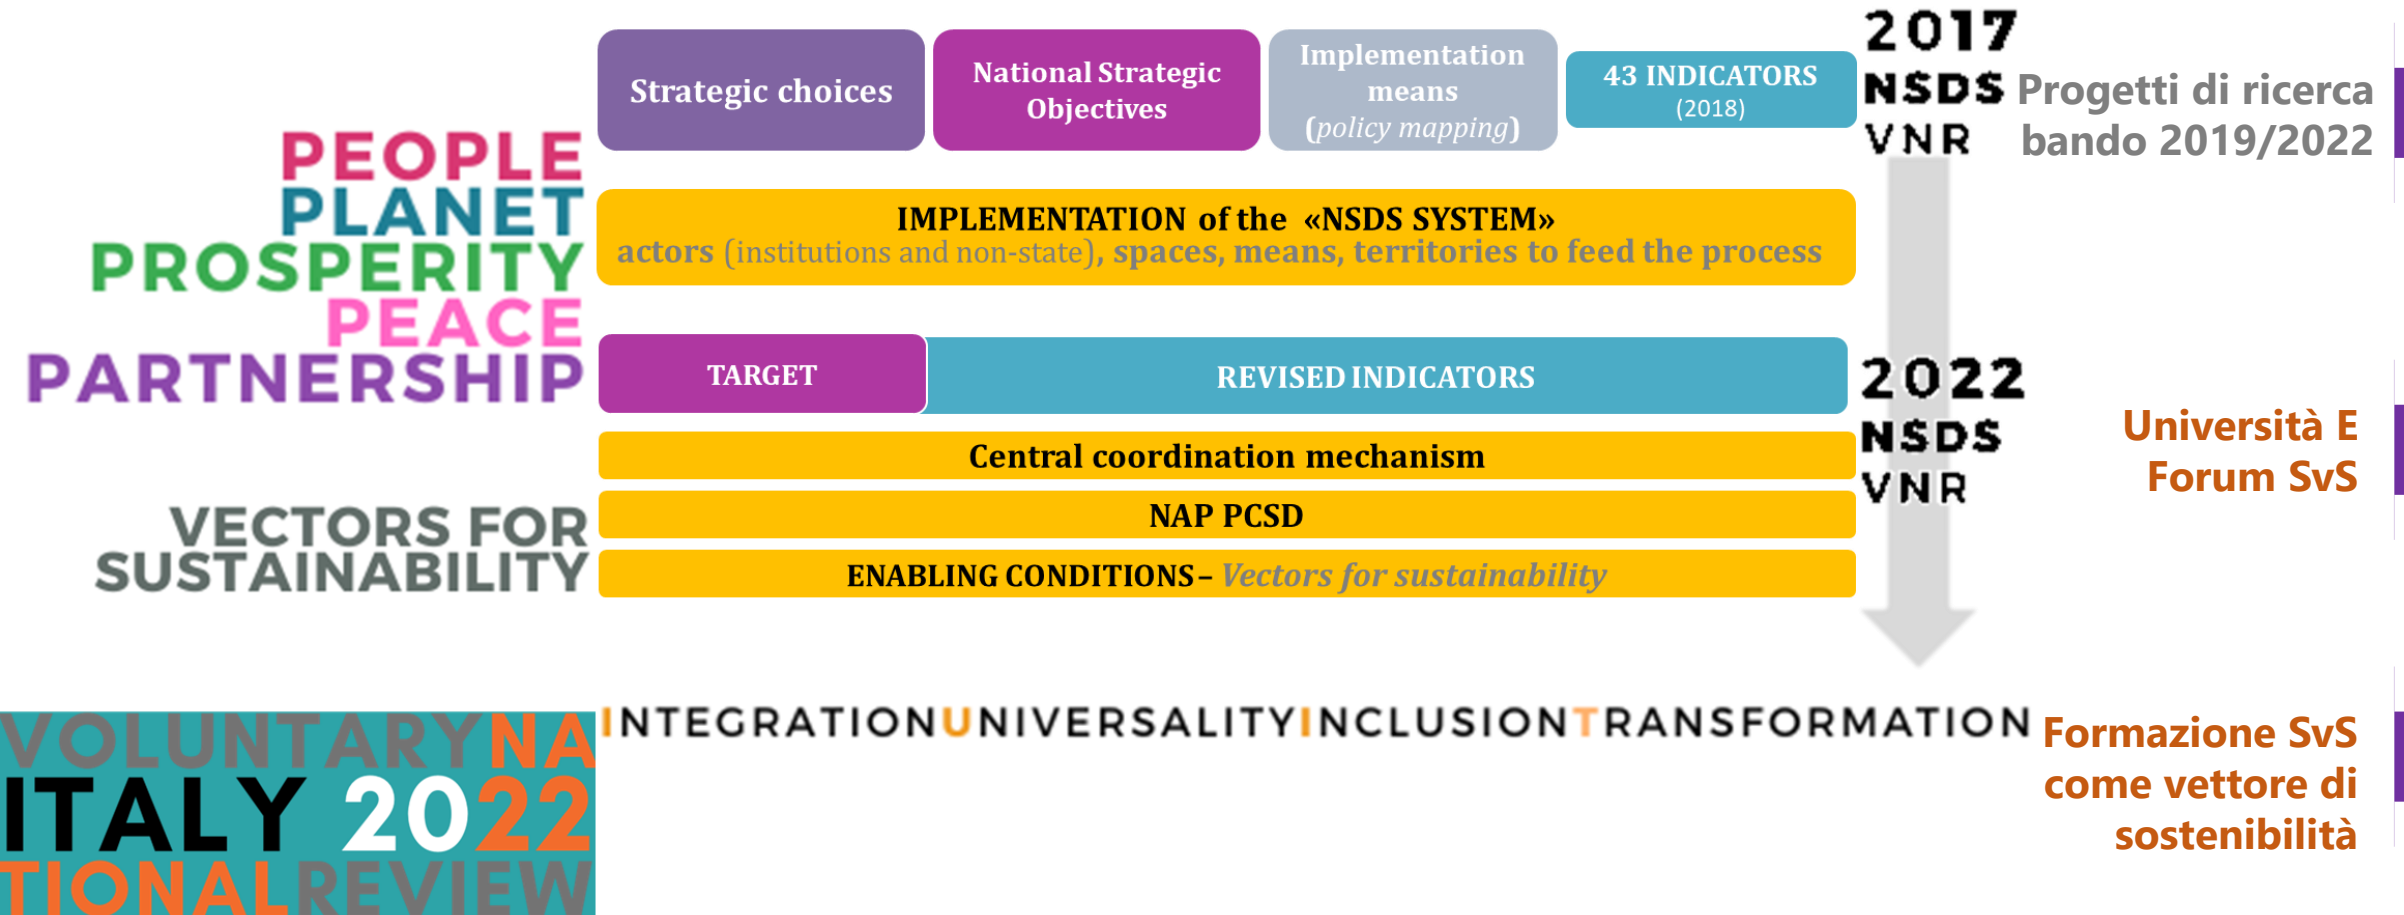 Strategic choices
National Strategic
Objectives
Implementation
means
(policy mapping)
43 INDICATORS
(2018)
2017
NSDS
VNR
Progetti di ricerca
bando 2019/2022
PEOPLE
PLANET
PROSPERITY
PEACE
PARTNERSHIP
IMPLEMENTATION of the «NSDS SYSTEM»
actors (institutions and non-state), spaces, means, territories to feed the process
TARGET
REVISED INDICATORS
2022
NSDS
VNR
Università E
Forum SvS
Central coordination mechanism
NAP PCSD
VECTORS FOR
SUSTAINABILITY
ENABLING CONDITIONS – Vectors for sustainability
INTEGRATIONUNIVERSALITYINCLUSIONTRANSFORMATION
Formazione SvS
come vettore di
sostenibilità
VOLUNTARYNA
ITALY 2022
TIONALREVIEW